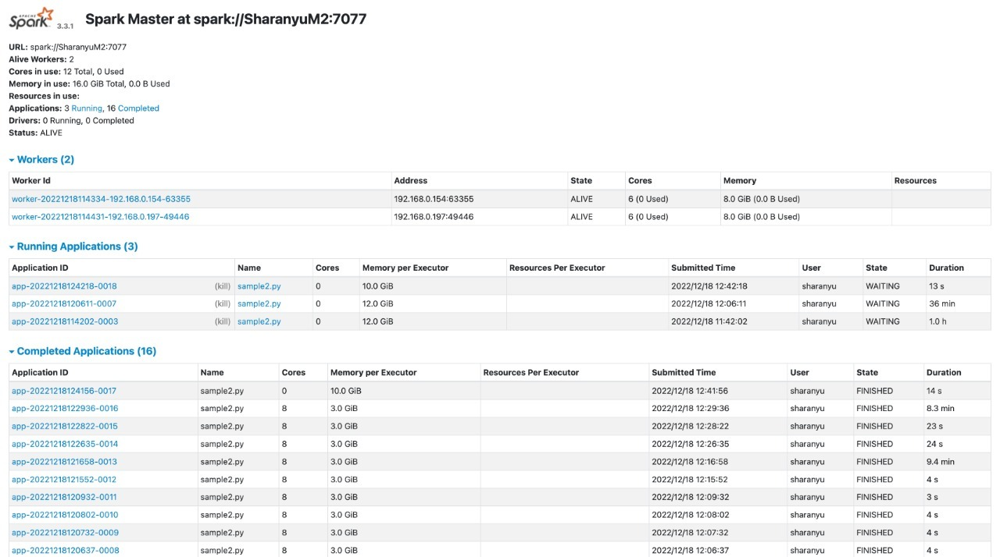 APACHE Spark 3.3.1 Spark Master at spark://SharanyuM2:7077
URL: spark://SharanyuM2:7077
Alive Workers: 2
Cores in use: 12 Total, 0 Used
Memory in use: 16.0 GiB Total, 0.0 B Used
Resources in use:
Applications: 3 Running, 16 Completed
Drivers: 0 Running, 0 Completed
Status: ALIVE
Workers (2)
Worker Id Address State Cores Memory Resources
worker-20221218114334-192.168.0.154-63355 192.168.0.154:63355 ALIVE 6 (0 Used) 8.0 GiB (0.0 B Used)
worker-20221218114431-192.168.0.197-49446 192.168.0.197:49446 ALIVE 6 (0 Used) 8.0 GiB (0.0 B Used)
Running Applications (3)
Application ID Name Cores Memory per Executor Resources Per Executor Submitted Time User State Duration
app-20221218124218-0018 (kill) sample2.py 0 10.0 GiB 2022/12/18 12:42:18 sharanyu WAITING 13 s
app-20221218120611-0007 (kill) sample2.py 0 12.0 GiB 2022/12/18 12:06:11 sharanyu WAITING 36 min
app-20221218114202-0003 (kill) sample2.py 0 12.0 GiB 2022/12/18 11:42:02 sharanyu WAITING 1.0 h
Completed Applications (16)
Application ID Name Cores Memory per Executor Resources Per Executor Submitted Time User State Duration
app-20221218124156-0017 sample2.py 0 10.0 GiB 2022/12/18 12:41:56 sharanyu FINISHED 14 s
app-20221218122936-0016 sample2.py 8 3.0 GiB 2022/12/18 12:29:36 sharanyu FINISHED 8.3 min
app-20221218122822-0015 sample2.py 8 3.0 GiB 2022/12/18 12:28:22 sharanyu FINISHED 23 s
app-20221218122635-0014 sample2.py 8 3.0 GiB 2022/12/18 12:26:35 sharanyu FINISHED 24 s
app-20221218121658-0013 sample2.py 8 3.0 GiB 2022/12/18 12:16:58 sharanyu FINISHED 9.4 min
app-20221218121552-0012 sample2.py 8 3.0 GiB 2022/12/18 12:15:52 sharanyu FINISHED 4 s
app-20221218120932-0011 sample2.py 8 3.0 GiB 2022/12/18 12:09:32 sharanyu FINISHED 3 s
app-20221218120802-0010 sample2.py 8 3.0 GiB 2022/12/18 12:08:02 sharanyu FINISHED 4 s
app-20221218120732-0009 sample2.py 8 3.0 GiB 2022/12/18 12:07:32 sharanyu FINISHED 4 s
app-20221218120637-0008 sample2.py 8 3.0 GiB 2022/12/18 12:06:37 sharanyu FINISHED 4 s